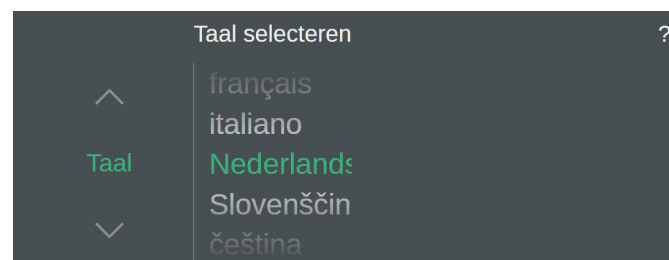 Taal selecteren ?
français
italiano
Taal Nederlands
Slovenščin
čeština